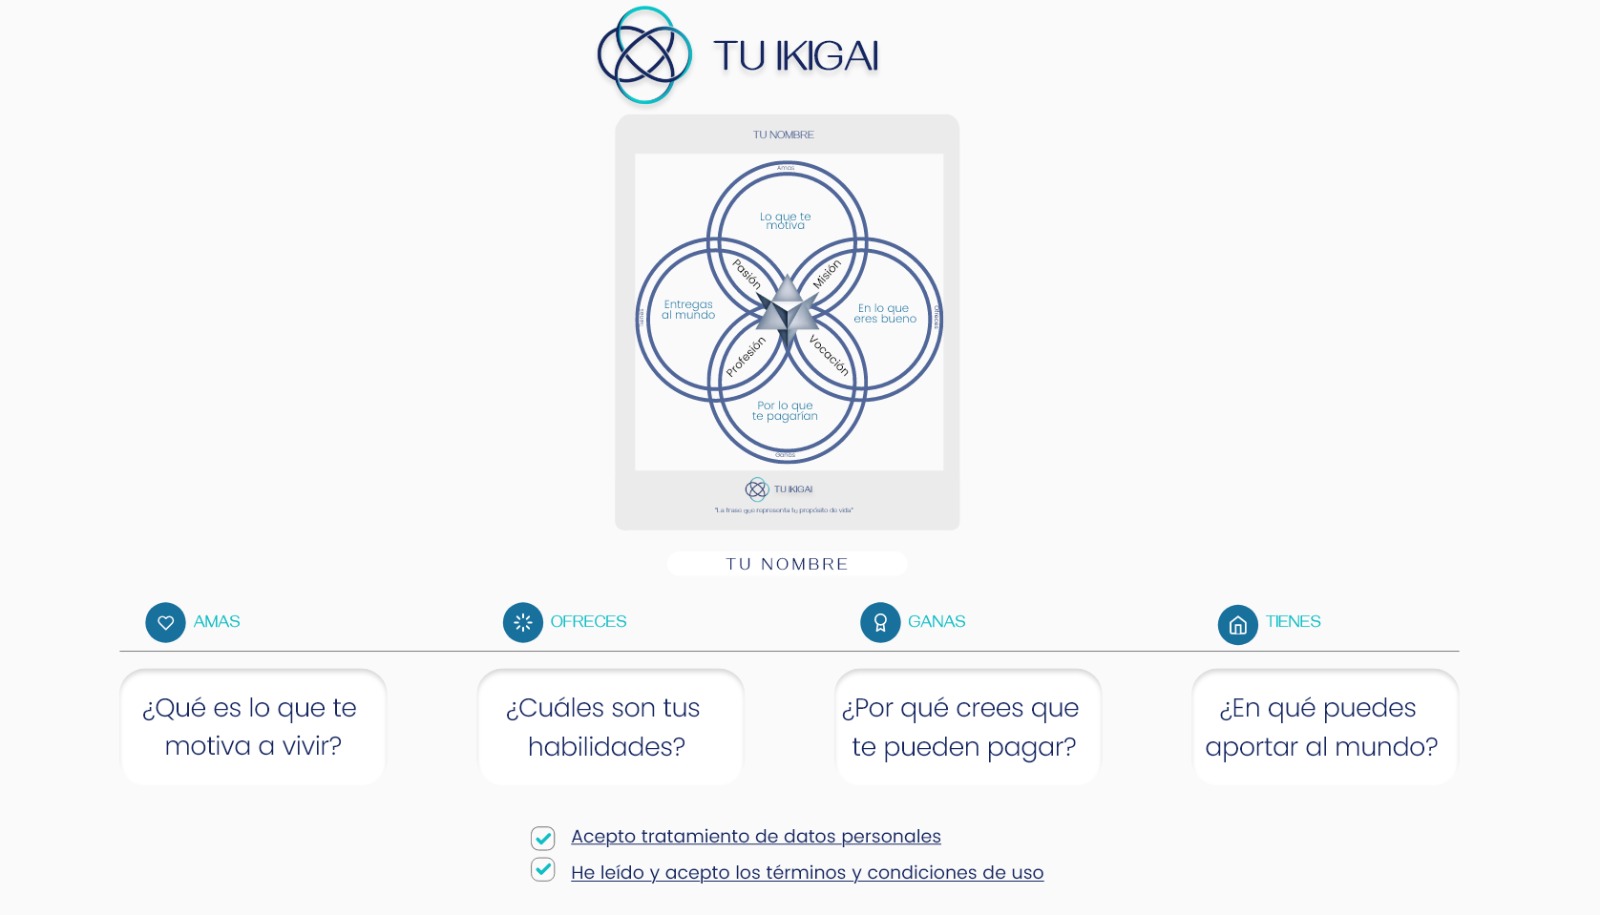 TU IKIGAI
TU NOMBRE
Amas
Lo que te
motiva
Pasión
Misión
Entregas
al mundo
En lo que
eres bueno
Tienes
Ofreces
Profesión
Vocación
Por lo que
te pagarían
Ganas
TU IKIGAI
"La frase que representa tu propósito de vida"
TU NOMBRE
AMAS
OFRECES
GANAS
TIENES
¿Qué es lo que te
motiva a vivir?
¿Cuáles son tus
habilidades?
¿Por qué crees que
te pueden pagar?
¿En qué puedes
aportar al mundo?
Acepto tratamiento de datos personales
He leído y acepto los términos y condiciones de uso